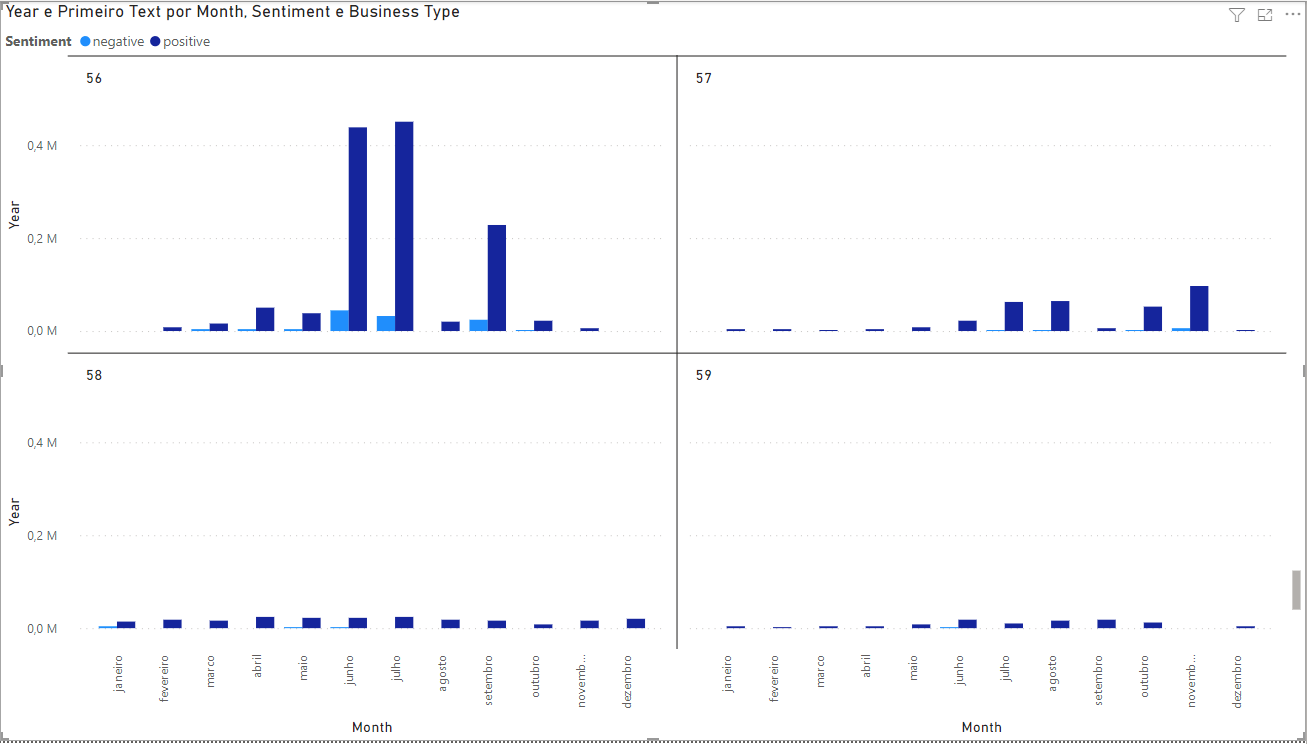 Year e Primeiro Text por Month, Sentiment e Business Type
Sentiment negative positive
56
57
0,4 M
0,2 M
0,0 M
Year
58
59
0,4 M
0,2 M
0,0 M
Year
janeiro
fevereiro
marco
abril
maio
junho
julho
agosto
setembro
outubro
novemb...
dezembro
janeiro
fevereiro
marco
abril
maio
junho
julho
agosto
setembro
outubro
novemb...
dezembro
Month
Month